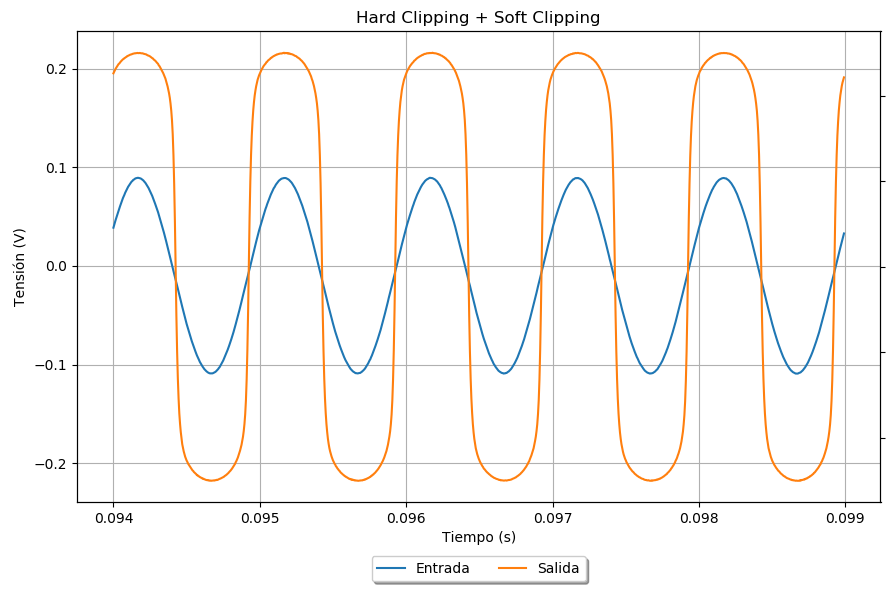 Hard Clipping + Soft Clipping
Tensión (V)
0.2
0.1
0.0
−0.1
−0.2
0.094 0.095 0.096 0.097 0.098 0.099
Tiempo (s)
Entrada Salida